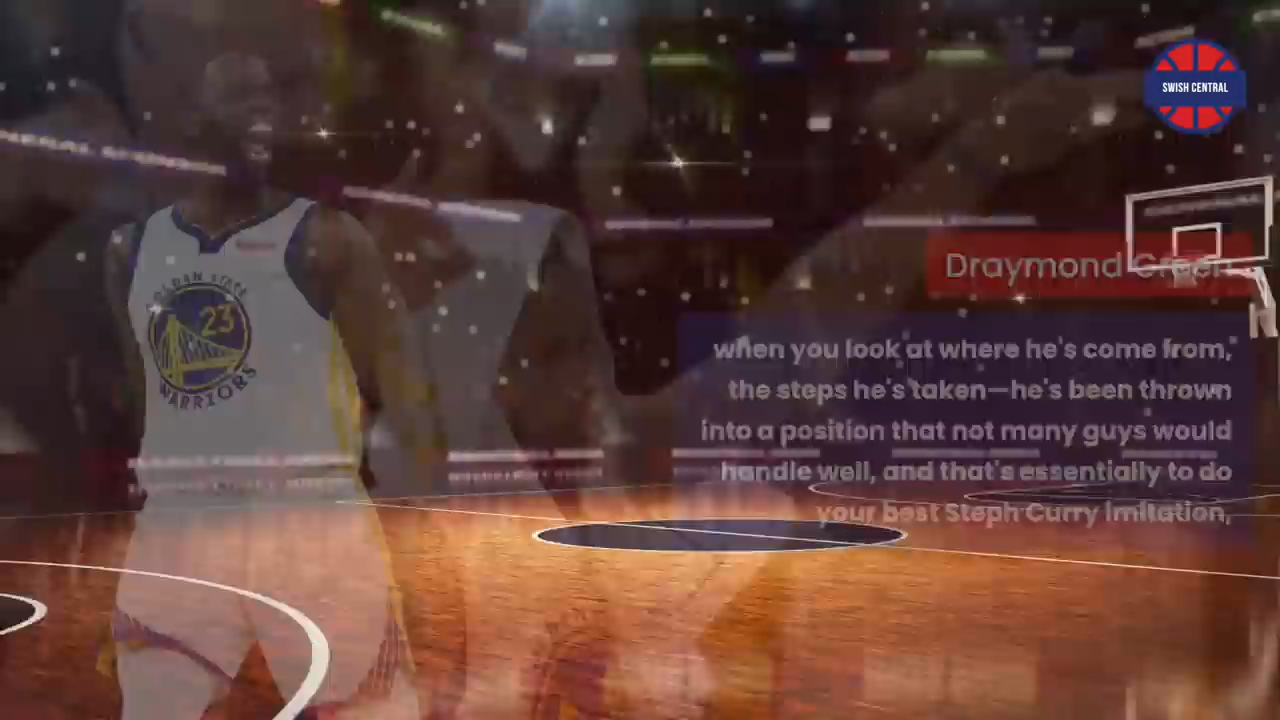 SWISH CENTRAL
Draymond Green
when you look at where he's come from,
the steps he's taken—he's been thrown
into a position that not many guys would
handle well, and that's essentially to do
your best Steph Curry imitation,
GOLDEN STATE
23
WARRIORS